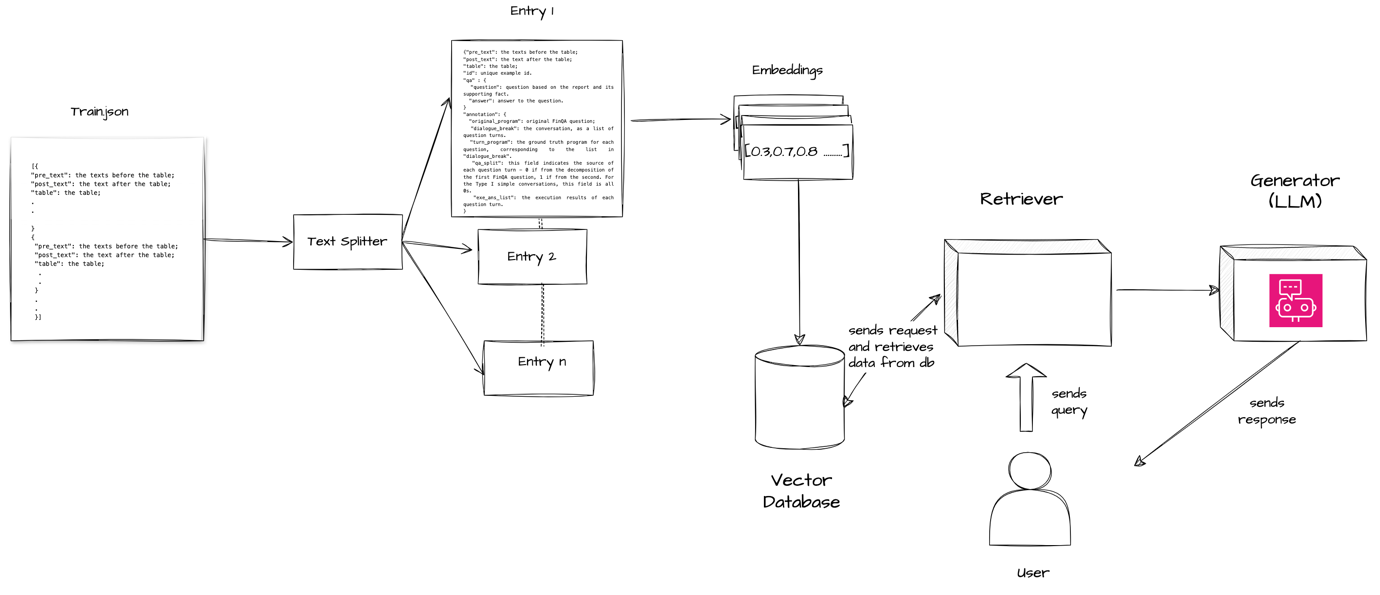 Train.json
[{
"pre_text": the texts before the table;
"post_text": the text after the table;
"table": the table;
.
.
}
{
"pre_text": the texts before the table;
"post_text": the text after the table;
"table": the table;
.
.
}
.
.
}]
Text Splitter
Entry 1
{"pre_text": the texts before the table;
"post_text": the text after the table;
"table": the table;
"id": unique example id.
"qa" : {
"question": question based on the report and its
supporting fact.
"answer": answer to the question.
}
"annotation": {
"original_program": original FinQA question;
"dialogue_break": the conversation, as a list of
question turns.
"turn_program": the ground truth program for each
question, corresponding to the list in
"dialogue_break".
"qa_split": this field indicates the source of
each question turn - 0 if from the decomposition of
the first FinQA question, 1 if from the second. For
the Type I simple conversations, this field is all
0s.
"exe_ans_list": the execution results of each
question turn.
}
Entry 2
Entry n
Embeddings
[0.3,0.7,0.8 ........]
Vector
Database
sends request
and retrieves
data from db
Retriever
sends
query
User
Generator
(LLM)
sends
response